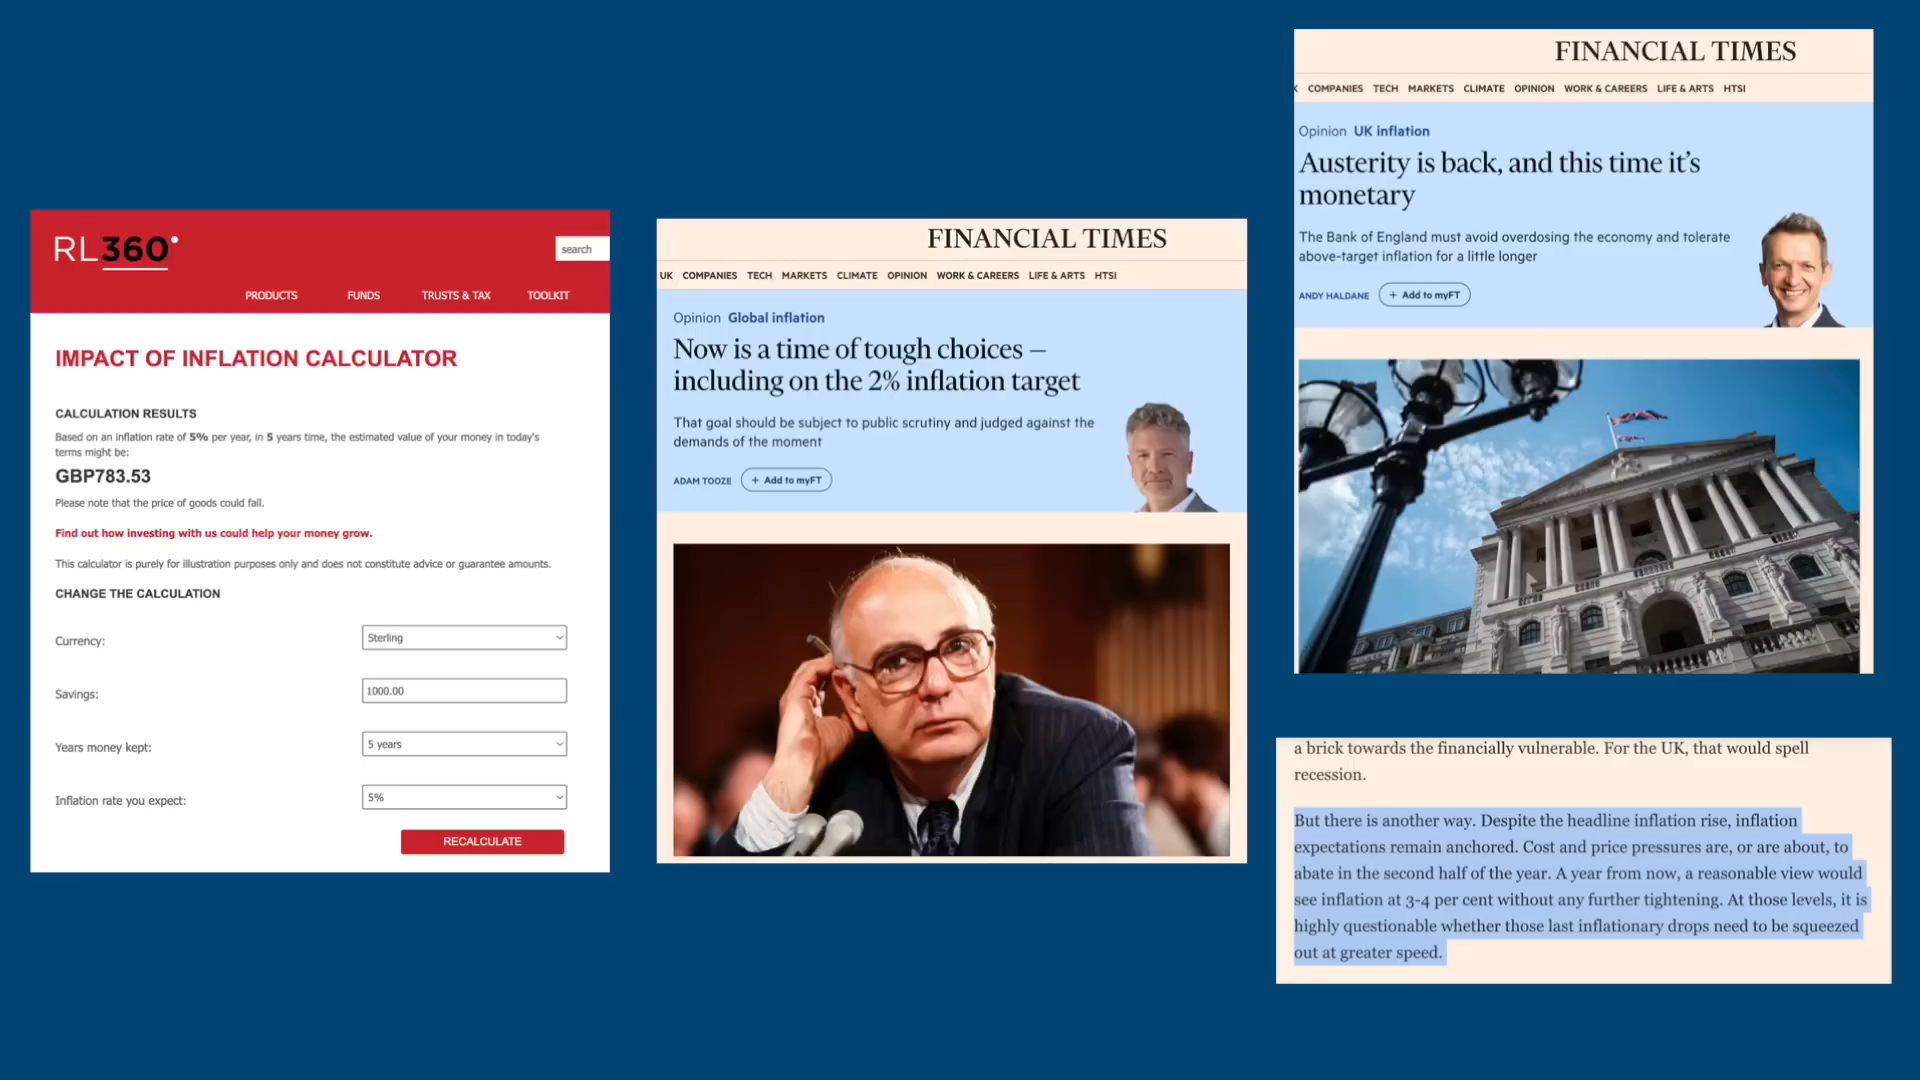 RL360°
search
PRODUCTS FUNDS TRUSTS & TAX TOOLKIT
IMPACT OF INFLATION CALCULATOR
CALCULATION RESULTS
Based on an inflation rate of 5% per year, in 5 years time, the estimated value of your money in today's
terms might be:
GBP783.53
Please note that the price of goods could fall.
Find out how investing with us could help your money grow.
This calculator is purely for illustration purposes only and does not constitute advice or guarantee amounts.
CHANGE THE CALCULATION
Currency: Sterling
Savings: 1000.00
Years money kept: 5 years
Inflation rate you expect: 5%
RECALCULATE
FINANCIAL TIMES
UK COMPANIES TECH MARKETS CLIMATE OPINION WORK & CAREERS LIFE & ARTS HTSI
Opinion Global inflation
Now is a time of tough choices —
including on the 2% inflation target
That goal should be subject to public scrutiny and judged against the
demands of the moment
ADAM TOOZE + Add to myFT
FINANCIAL TIMES
K COMPANIES TECH MARKETS CLIMATE OPINION WORK & CAREERS LIFE & ARTS HTSI
Opinion UK inflation
Austerity is back, and this time it's
monetary
The Bank of England must avoid overdosing the economy and tolerate
above-target inflation for a little longer
ANDY HALDANE + Add to myFT
a brick towards the financially vulnerable. For the UK, that would spell
recession.
But there is another way. Despite the headline inflation rise, inflation
expectations remain anchored. Cost and price pressures are, or are about, to
abate in the second half of the year. A year from now, a reasonable view would
see inflation at 3-4 per cent without any further tightening. At those levels, it is
highly questionable whether those last inflationary drops need to be squeezed
out at greater speed.